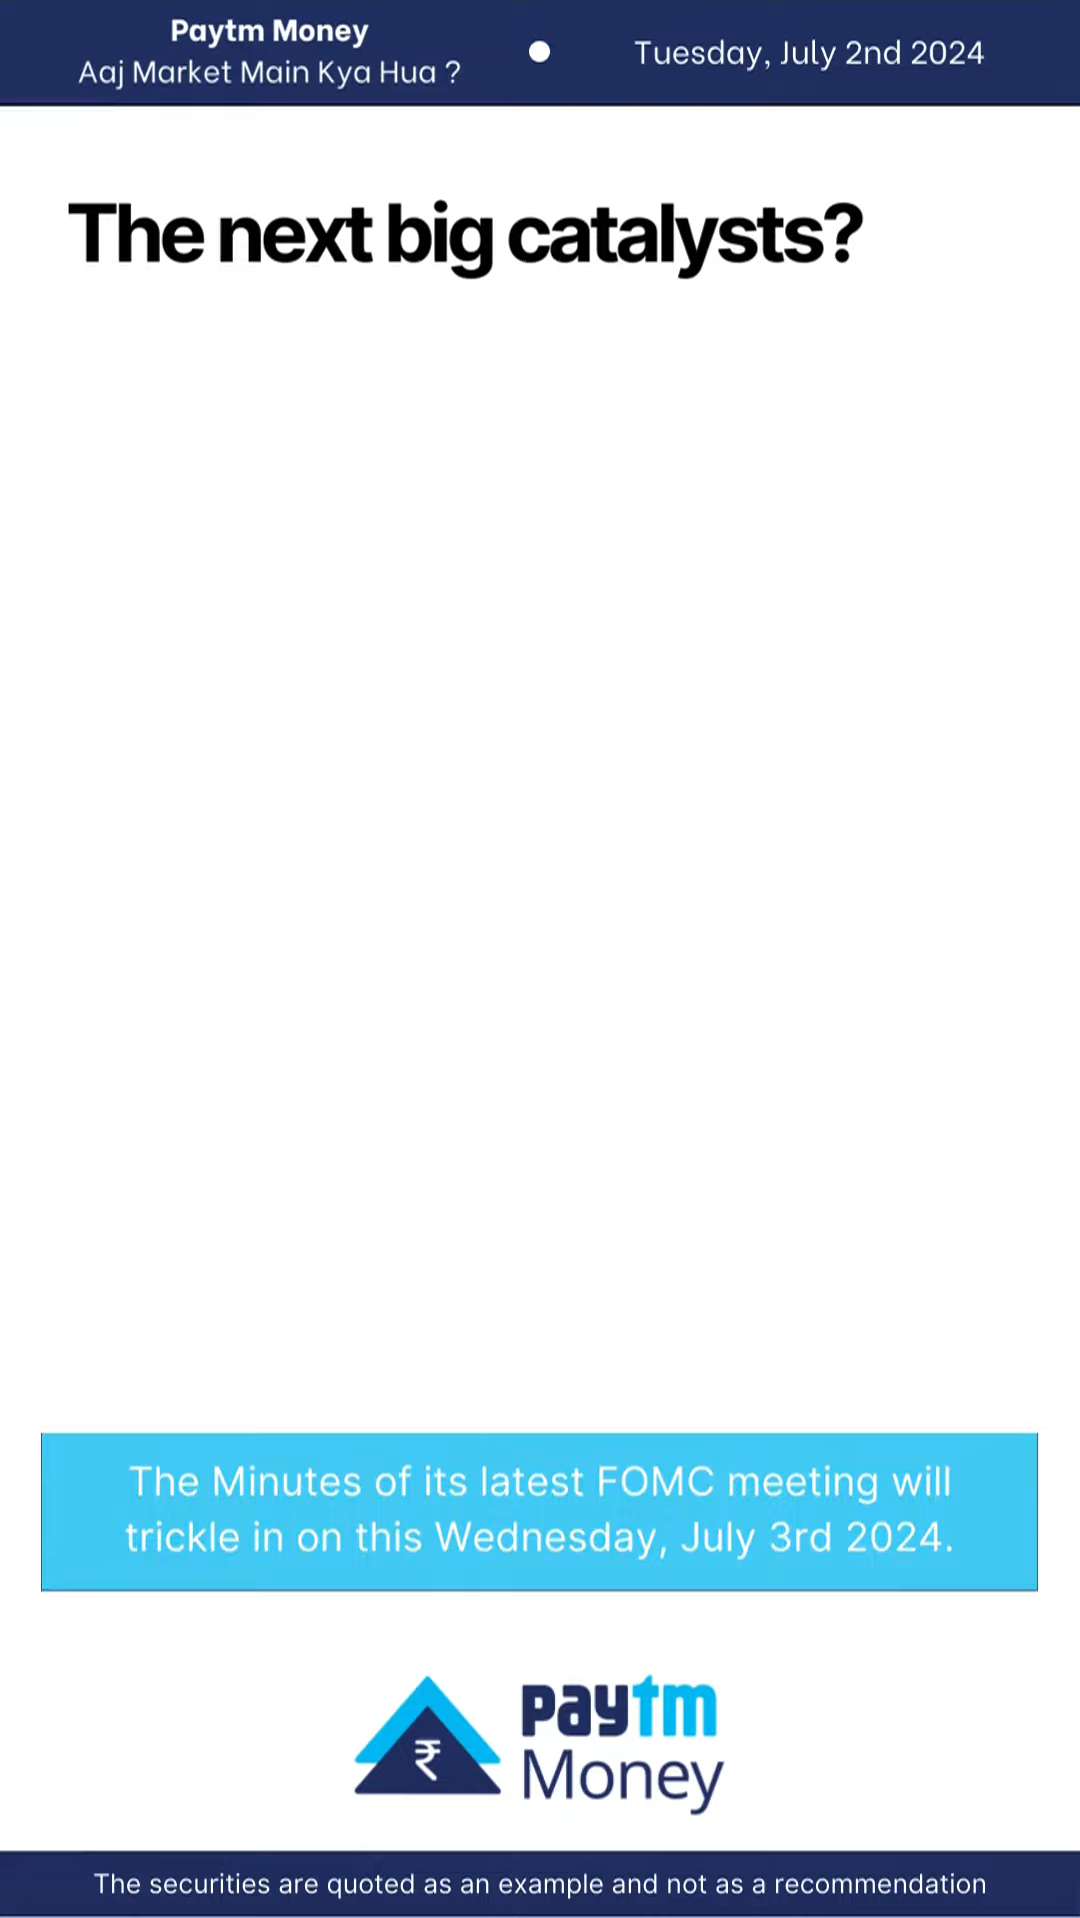 Paytm Money
Aaj Market Main Kya Hua ?
Tuesday, July 2nd 2024
The next big catalysts?
The Minutes of its latest FOMC meeting will
trickle in on this Wednesday, July 3rd 2024.
₹
paytm
Money
The securities are quoted as an example and not as a recommendation